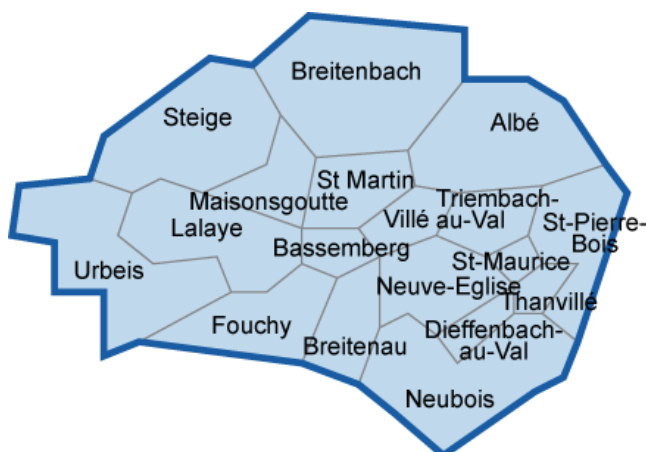 Breitenbach
Steige
Albé
St Martin
Maisonsgoutte
Triembach-
au-Val
Villé
Lalaye
St-Pierre-
Bois
Bassemberg
St-Maurice
Urbeis
Neuve-Eglise
Thanvillé
Fouchy
Dieffenbach-
au-Val
Breitenau
Neubois